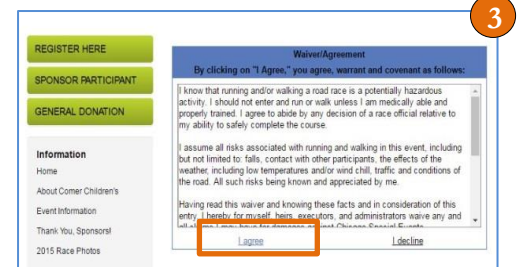 3
REGISTER HERE
SPONSOR PARTICIPANT
GENERAL DONATION
Information
Home
About Comer Children's
Event Information
Thank You, Sponsors!
2015 Race Photos
Waiver/Agreement
By clicking on "I Agree," you agree, warrant and covenant as follows:
I know that running and/or walking a road race is a potentially hazardous
activity. I should not enter and run or walk unless I am medically able and
properly trained. I agree to abide by any decision of a race official relative to
my ability to safely complete the course.
I assume all risks associated with running and walking in this event, including
but not limited to: falls, contact with other participants, the effects of the
weather, including low temperatures and/or wind chill, traffic and conditions of
the road. All such risks being known and appreciated by me.
Having read this waiver and knowing these facts and in consideration of this
entry, I hereby for myself, heirs, executors, and administrators waive any and
I agree
I decline